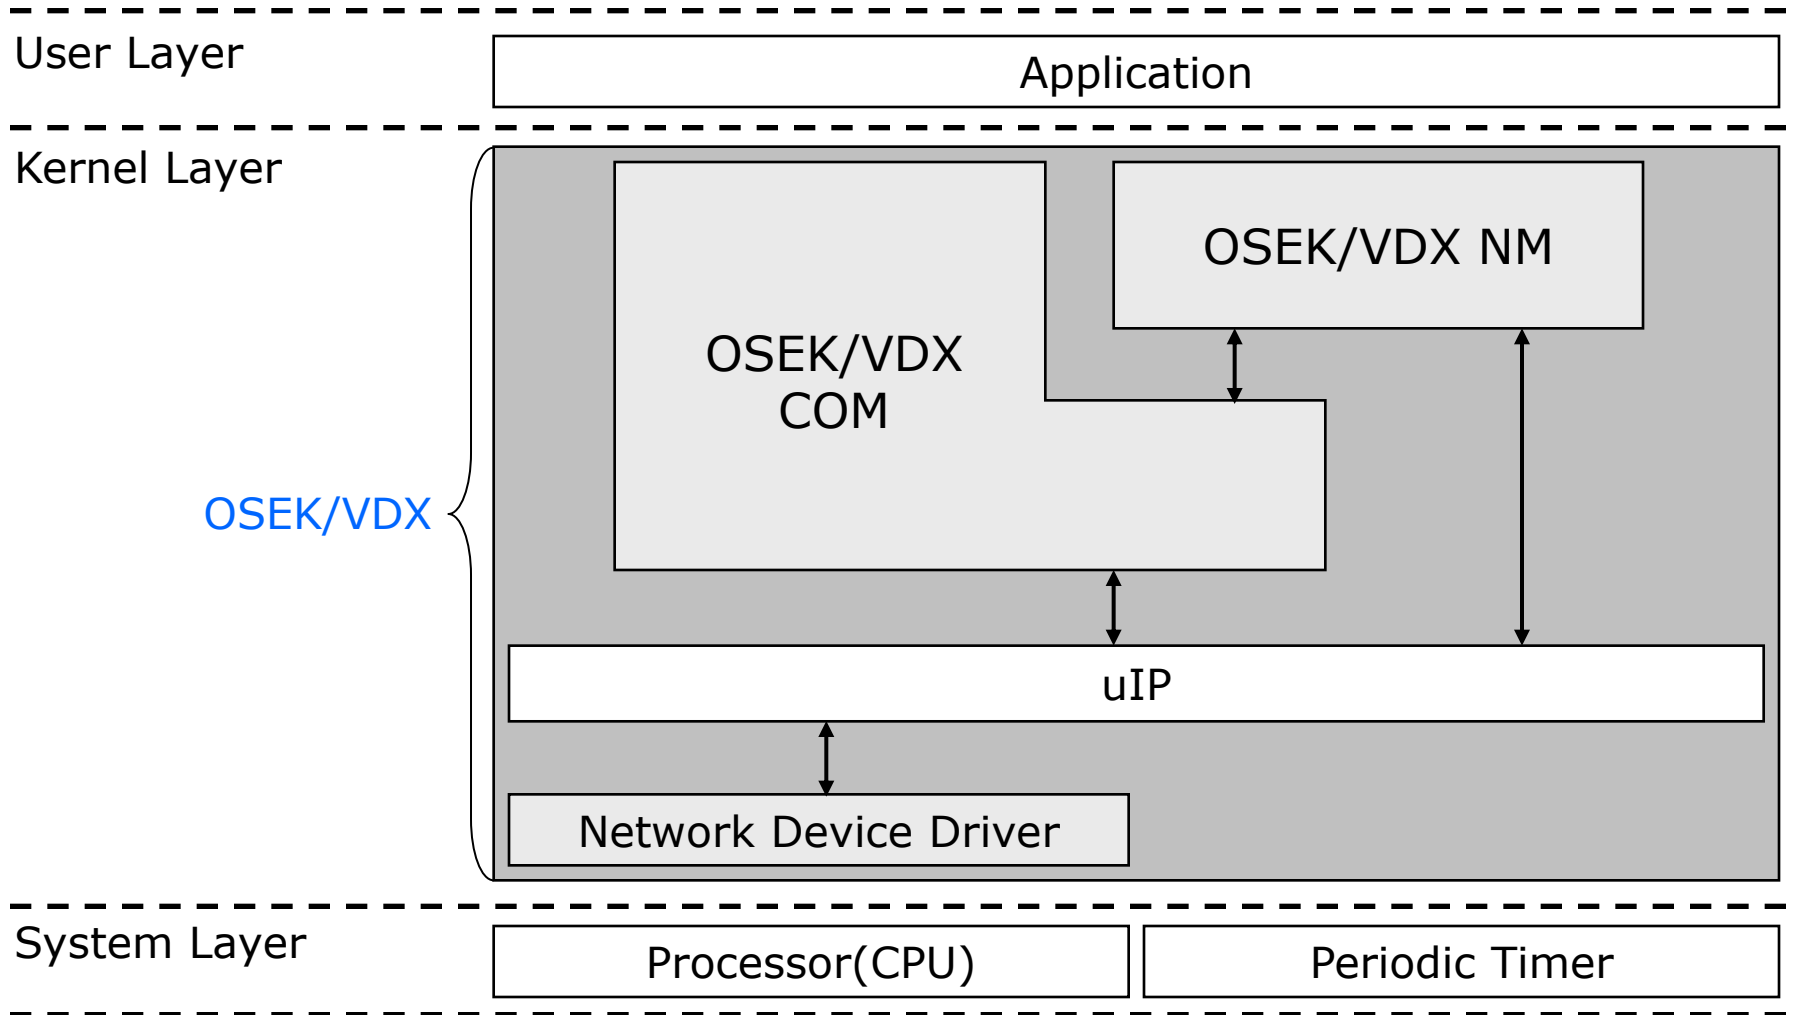 User Layer
Application
Kernel Layer
OSEK/VDX NM
OSEK/VDX
COM
OSEK/VDX
uIP
Network Device Driver
System Layer
Processor(CPU)
Periodic Timer